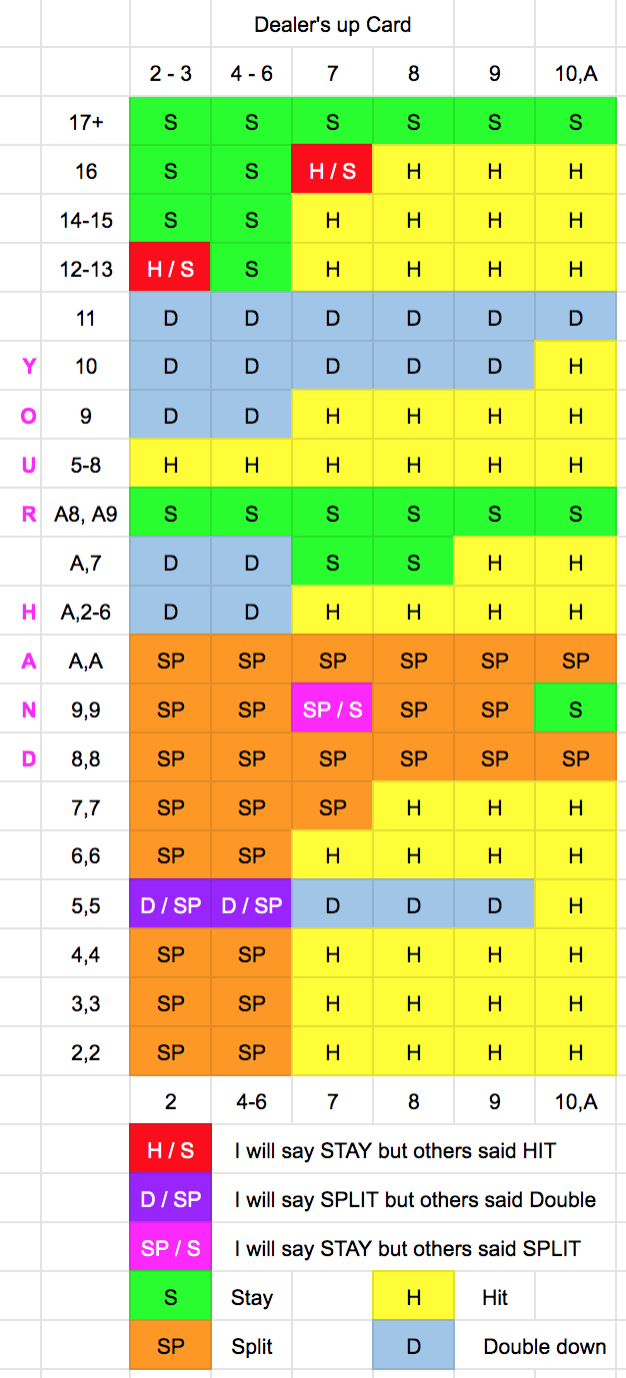 Dealer's up Card
2 - 3 4 - 6 7 8 9 10,A
17+ S S S S S S
16 S S H / S H H H
14-15 S S H H H H
12-13 H / S S H H H H
11 D D D D D D
Y 10 D D D D D H
O 9 D D H H H H
U 5-8 H H H H H H
R A8, A9 S S S S S S
A,7 D D S S H H
H A,2-6 D D H H H H
A A,A SP SP SP SP SP SP
N 9,9 SP SP SP / S SP SP S
D 8,8 SP SP SP SP SP SP
7,7 SP SP SP H H H
6,6 SP SP H H H H
5,5 D / SP D / SP D D D H
4,4 SP SP H H H H
3,3 SP SP H H H H
2,2 SP SP H H H H
2 4-6 7 8 9 10,A
H / S I will say STAY but others said HIT
D / SP I will say SPLIT but others said Double
SP / S I will say STAY but others said SPLIT
S Stay H Hit
SP Split D Double down